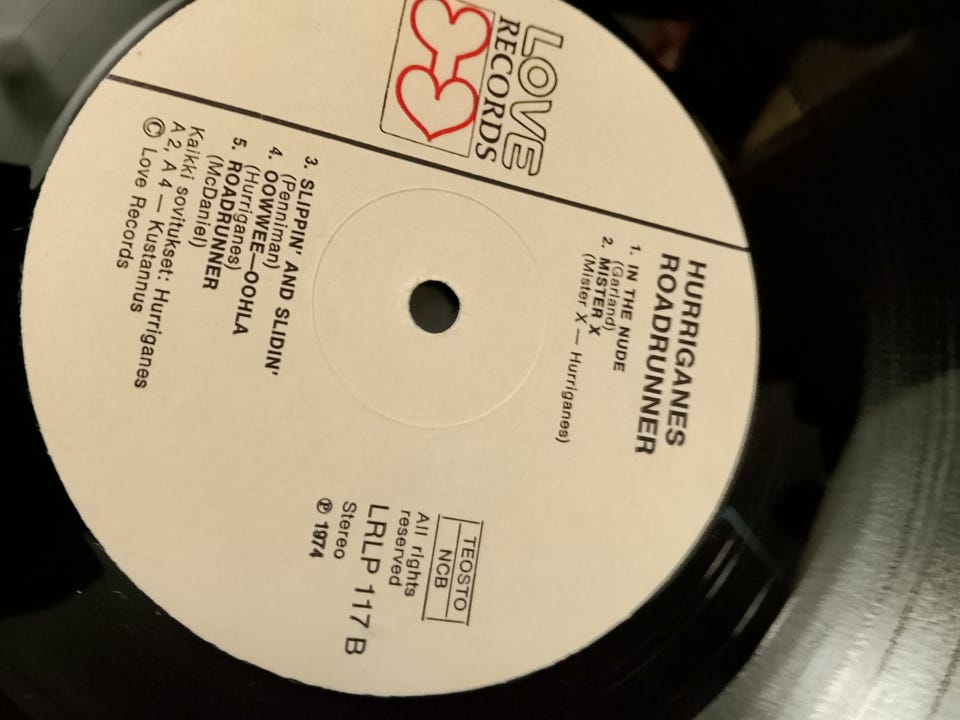 LOVE
RECORDS
HURRIGANES
ROADRUNNER
1. IN THE NUDE
(Garland)
2. MISTER X
(Mister X — Hurriganes)
3. SLIPPIN' AND SLIDIN'
(Penniman)
4. OOWWEE—OOHLA
(Hurriganes)
5. ROADRUNNER
(McDaniel)
Kaikki sovitukset: Hurriganes
A 2, A 4 — Kustannus
© Love Records
TEOSTO
NCB
All rights
reserved
LRLP 117 B
Stereo
℗ 1974